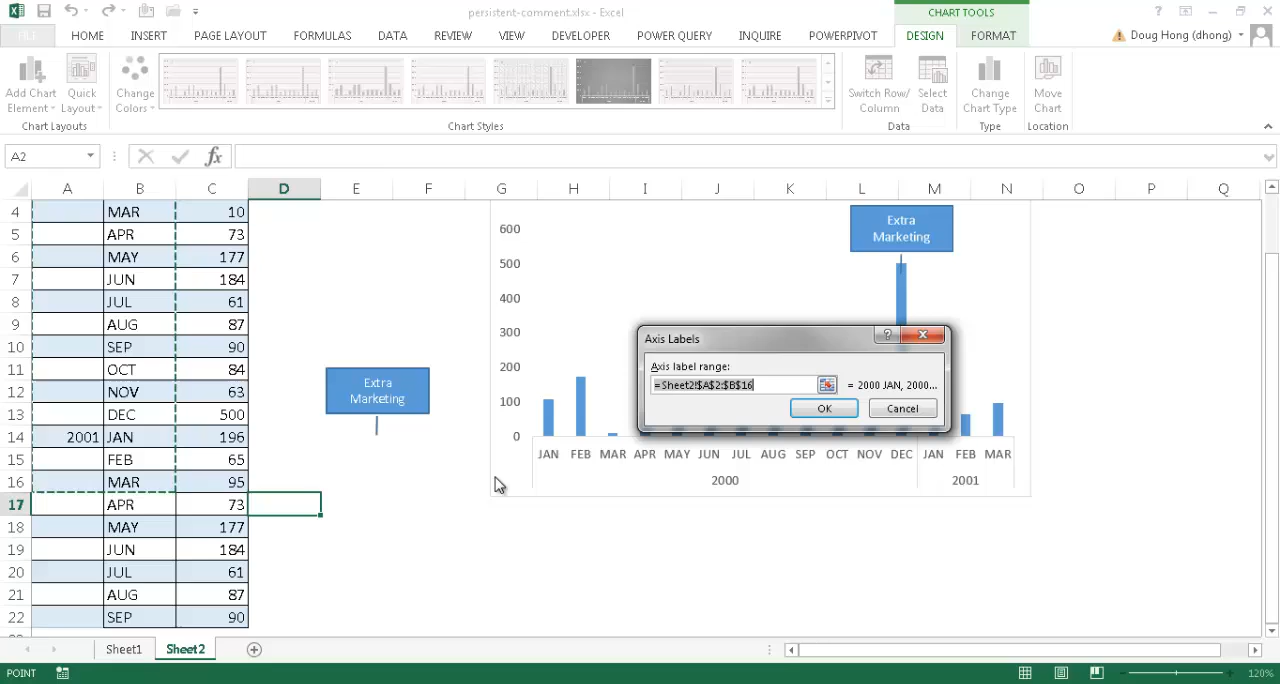 persistent-comment.xlsx - Excel
CHART TOOLS
FILE HOME INSERT PAGE LAYOUT FORMULAS DATA REVIEW VIEW DEVELOPER POWER QUERY INQUIRE POWERPIVOT DESIGN FORMAT Doug Hong (dhong)
Add Chart Element
Quick Layout
Change Colors
Switch Row/ Column
Select Data
Change Chart Type
Move Chart
Chart Layouts Chart Styles Data Type Location
A2 fx
A B C D E F G H I J K L M N O P Q
4 MAR 10
5 APR 73
6 MAY 177
7 JUN 184
8 JUL 61
9 AUG 87
10 SEP 90
11 OCT 84
12 NOV 63
13 DEC 500
14 2001 JAN 196
15 FEB 65
16 MAR 95
17 APR 73
18 MAY 177
19 JUN 184
20 JUL 61
21 AUG 87
22 SEP 90
Extra
Marketing
600
500
400
300
200
100
0
Extra
Marketing
JAN FEB MAR APR MAY JUN JUL AUG SEP OCT NOV DEC JAN FEB MAR
2000 2001
Axis Labels
Axis label range:
=Sheet2!$A$2:$B$16 = 2000 JAN, 2000...
OK Cancel
Sheet1 Sheet2
POINT 120%